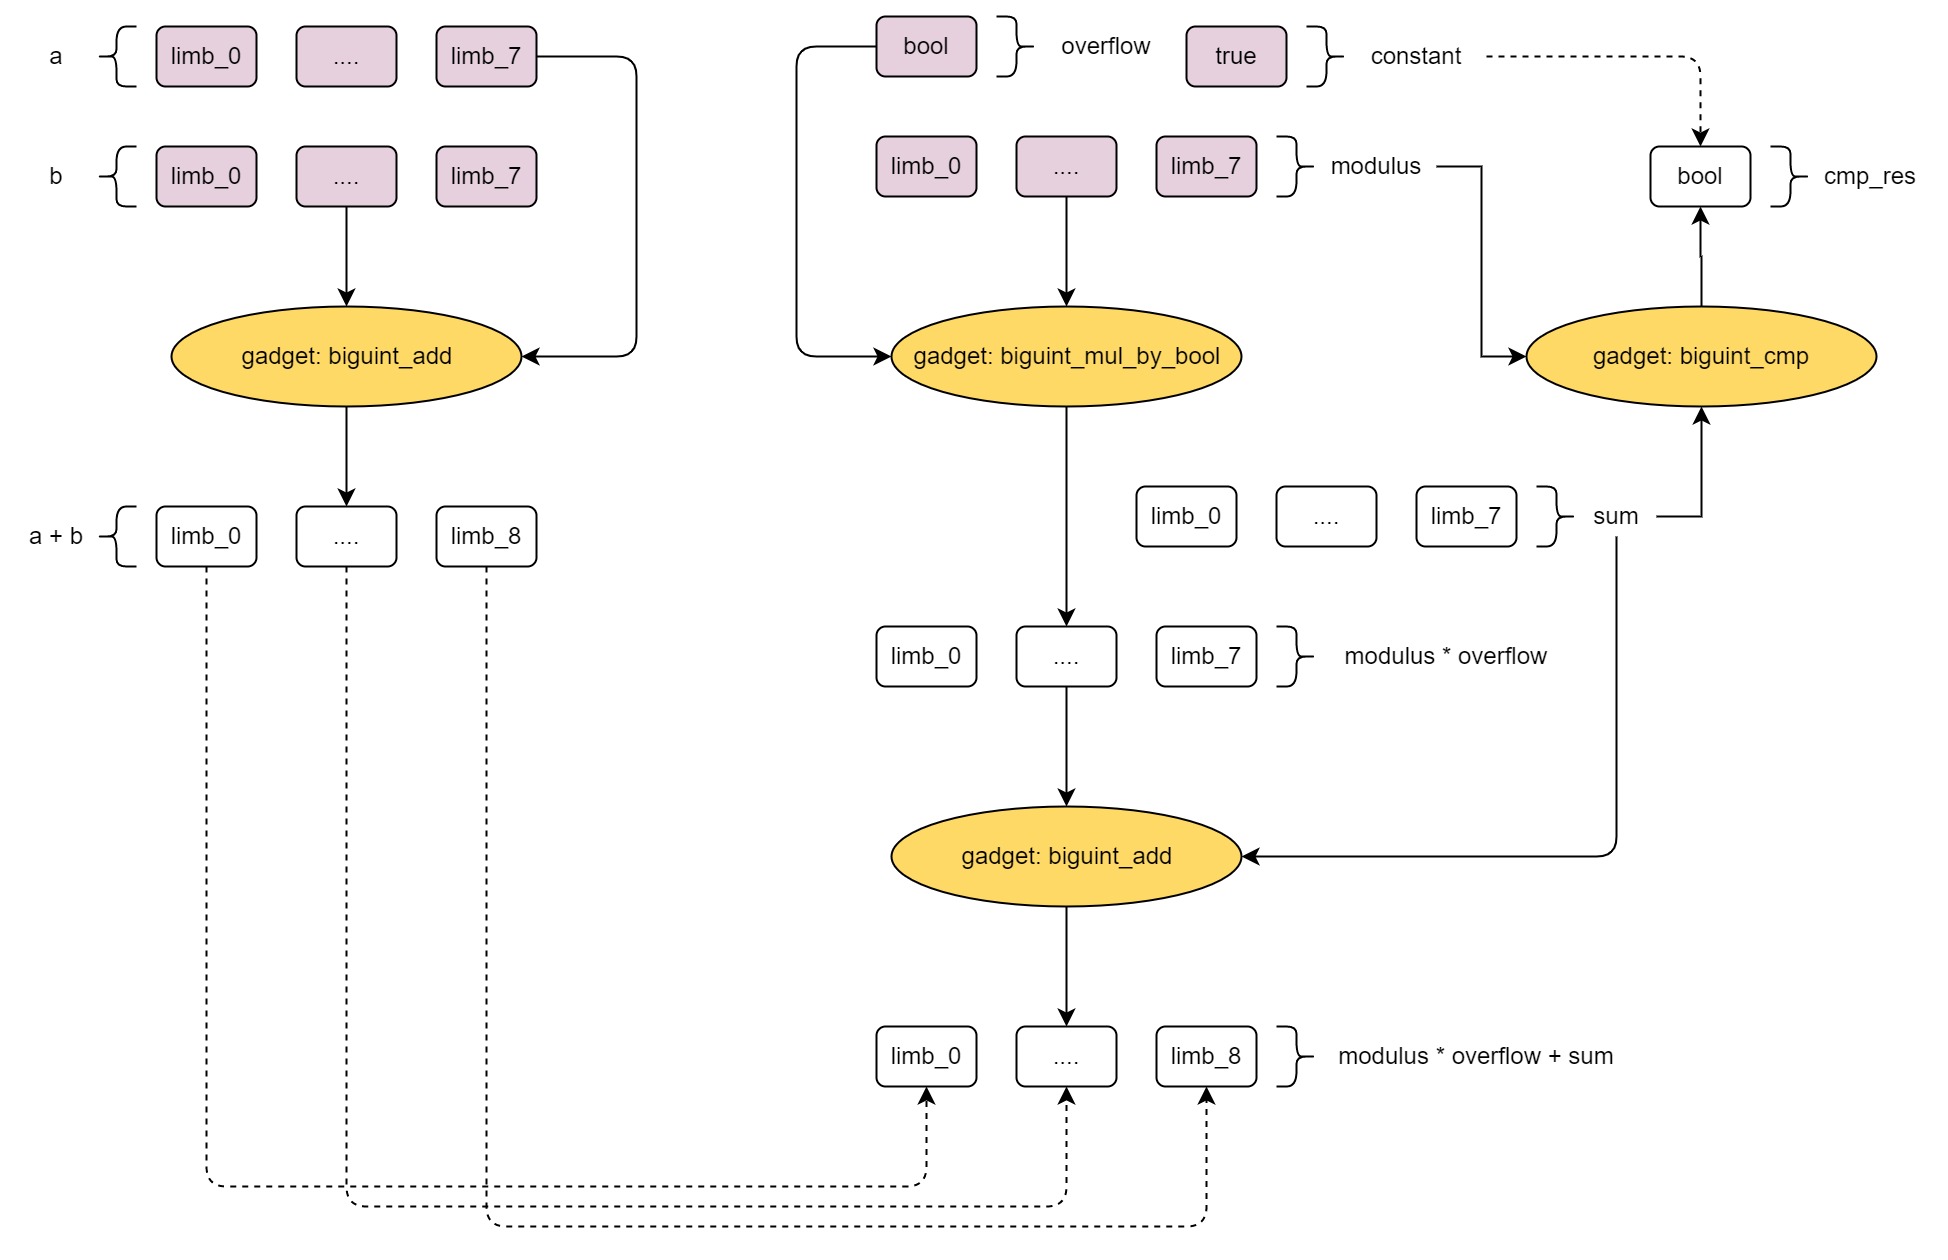 a
limb_0
....
limb_7
bool
overflow
true
constant
b
limb_0
....
limb_7
limb_0
....
limb_7
modulus
bool
cmp_res
gadget: biguint_add
gadget: biguint_mul_by_bool
gadget: biguint_cmp
a + b
limb_0
....
limb_8
limb_0
....
limb_7
sum
limb_0
....
limb_7
modulus * overflow
gadget: biguint_add
limb_0
....
limb_8
modulus * overflow + sum